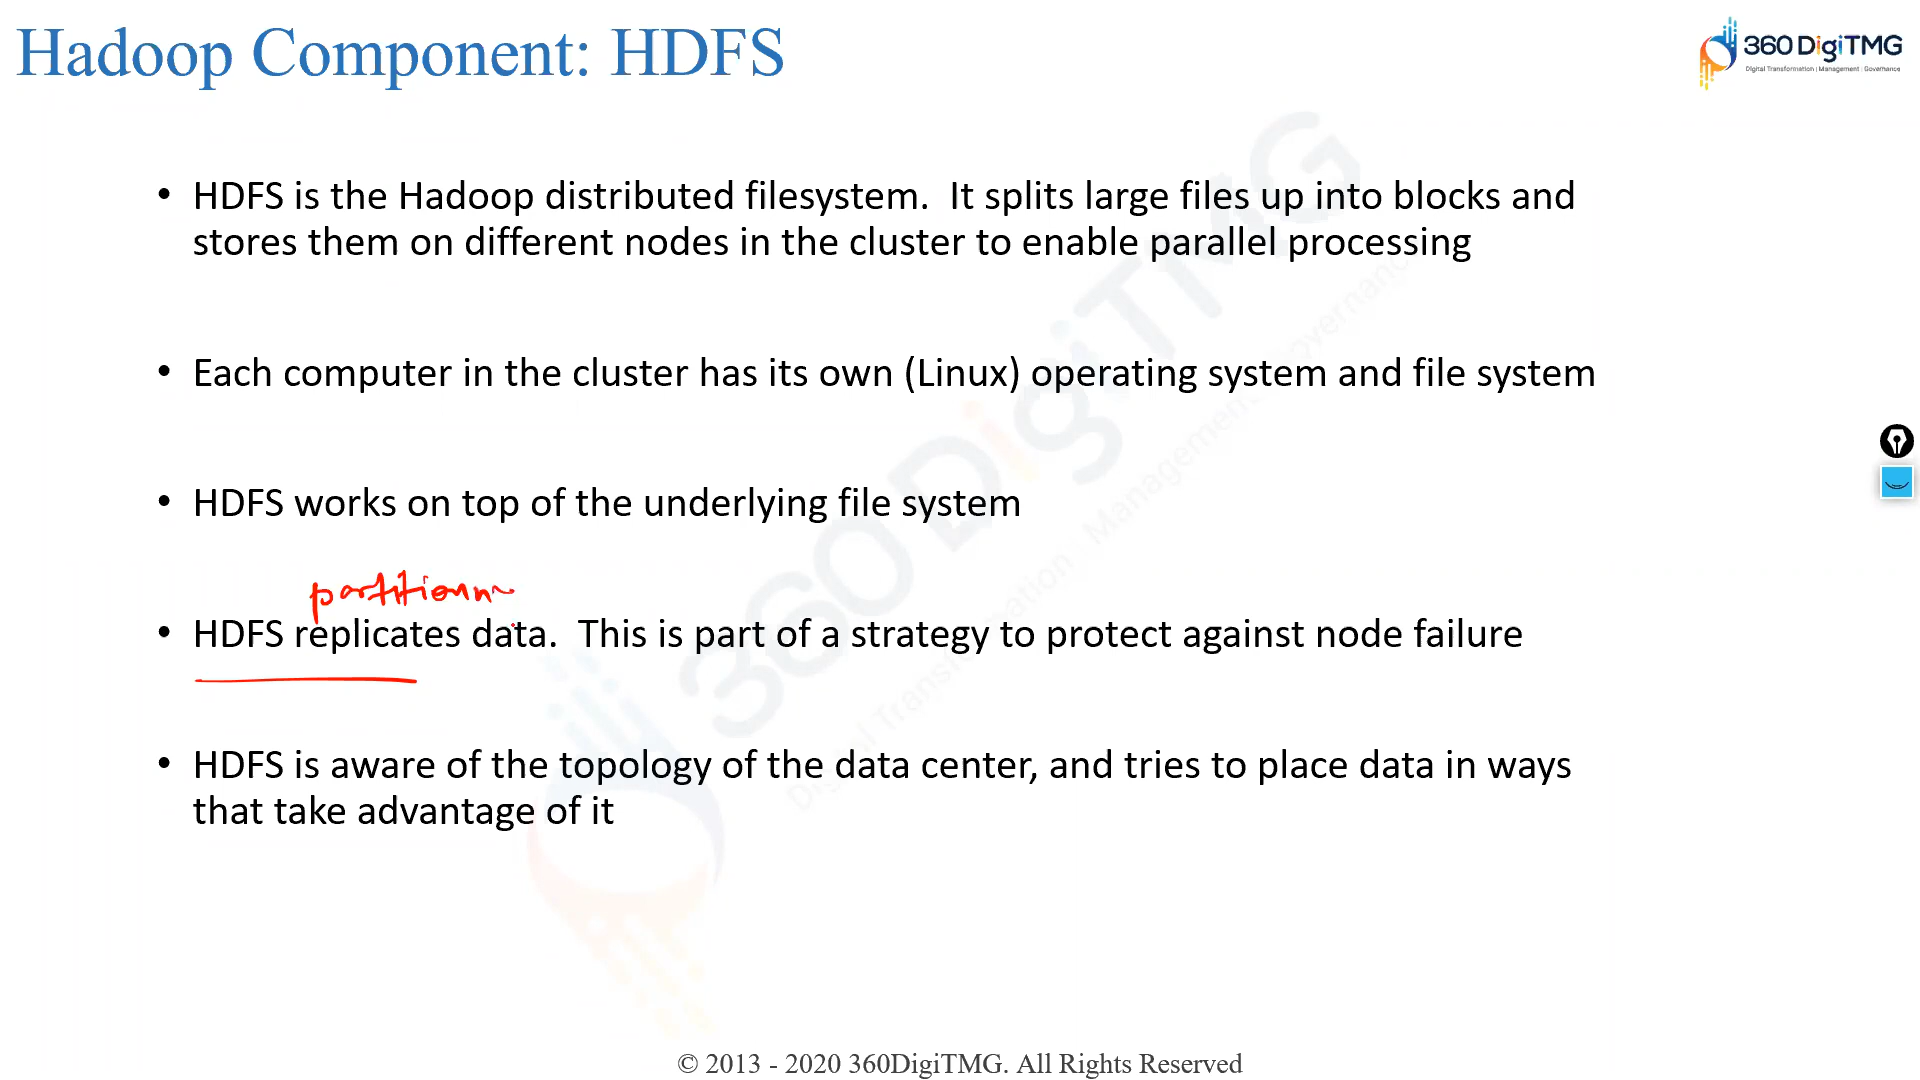 Hadoop Component: HDFS
360DigiTMG
Digital Transformation | Management | Governance
• HDFS is the Hadoop distributed filesystem.  It splits large files up into blocks and
stores them on different nodes in the cluster to enable parallel processing
• Each computer in the cluster has its own (Linux) operating system and file system
• HDFS works on top of the underlying file system
• HDFS replicates data.  This is part of a strategy to protect against node failure
• HDFS is aware of the topology of the data center, and tries to place data in ways
that take advantage of it
360DigiTMG
© 2013 - 2020 360DigiTMG. All Rights Reserved